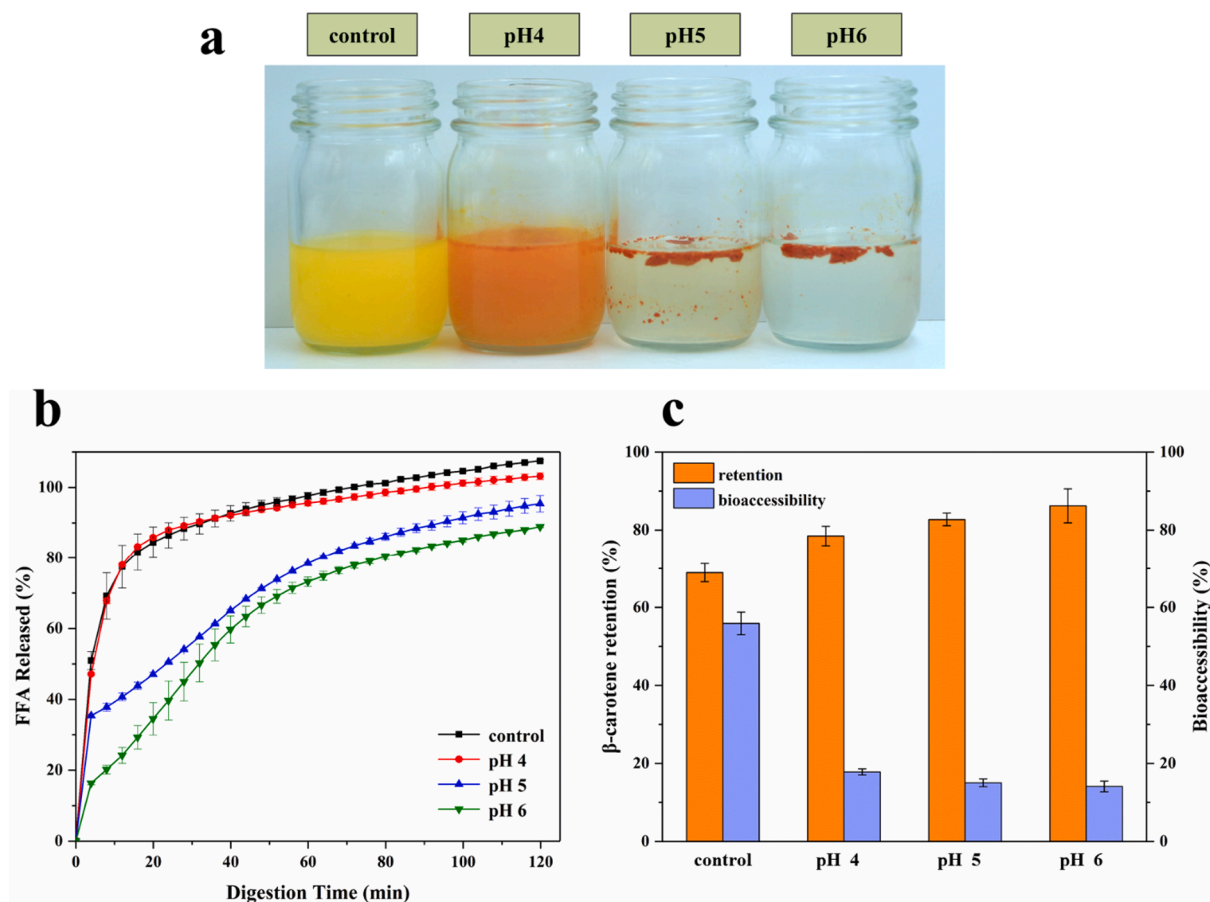 a
control
pH4
pH5
pH6
b
FFA Released (%)
100
80
60
40
20
0
0
20
40
60
80
100
120
Digestion Time (min)
control
pH 4
pH 5
pH 6
c
β-carotene retention (%)
100
80
60
40
20
0
retention
bioaccessibility
100
80
60
40
20
0
Bioaccessibility (%)
control
pH 4
pH 5
pH 6